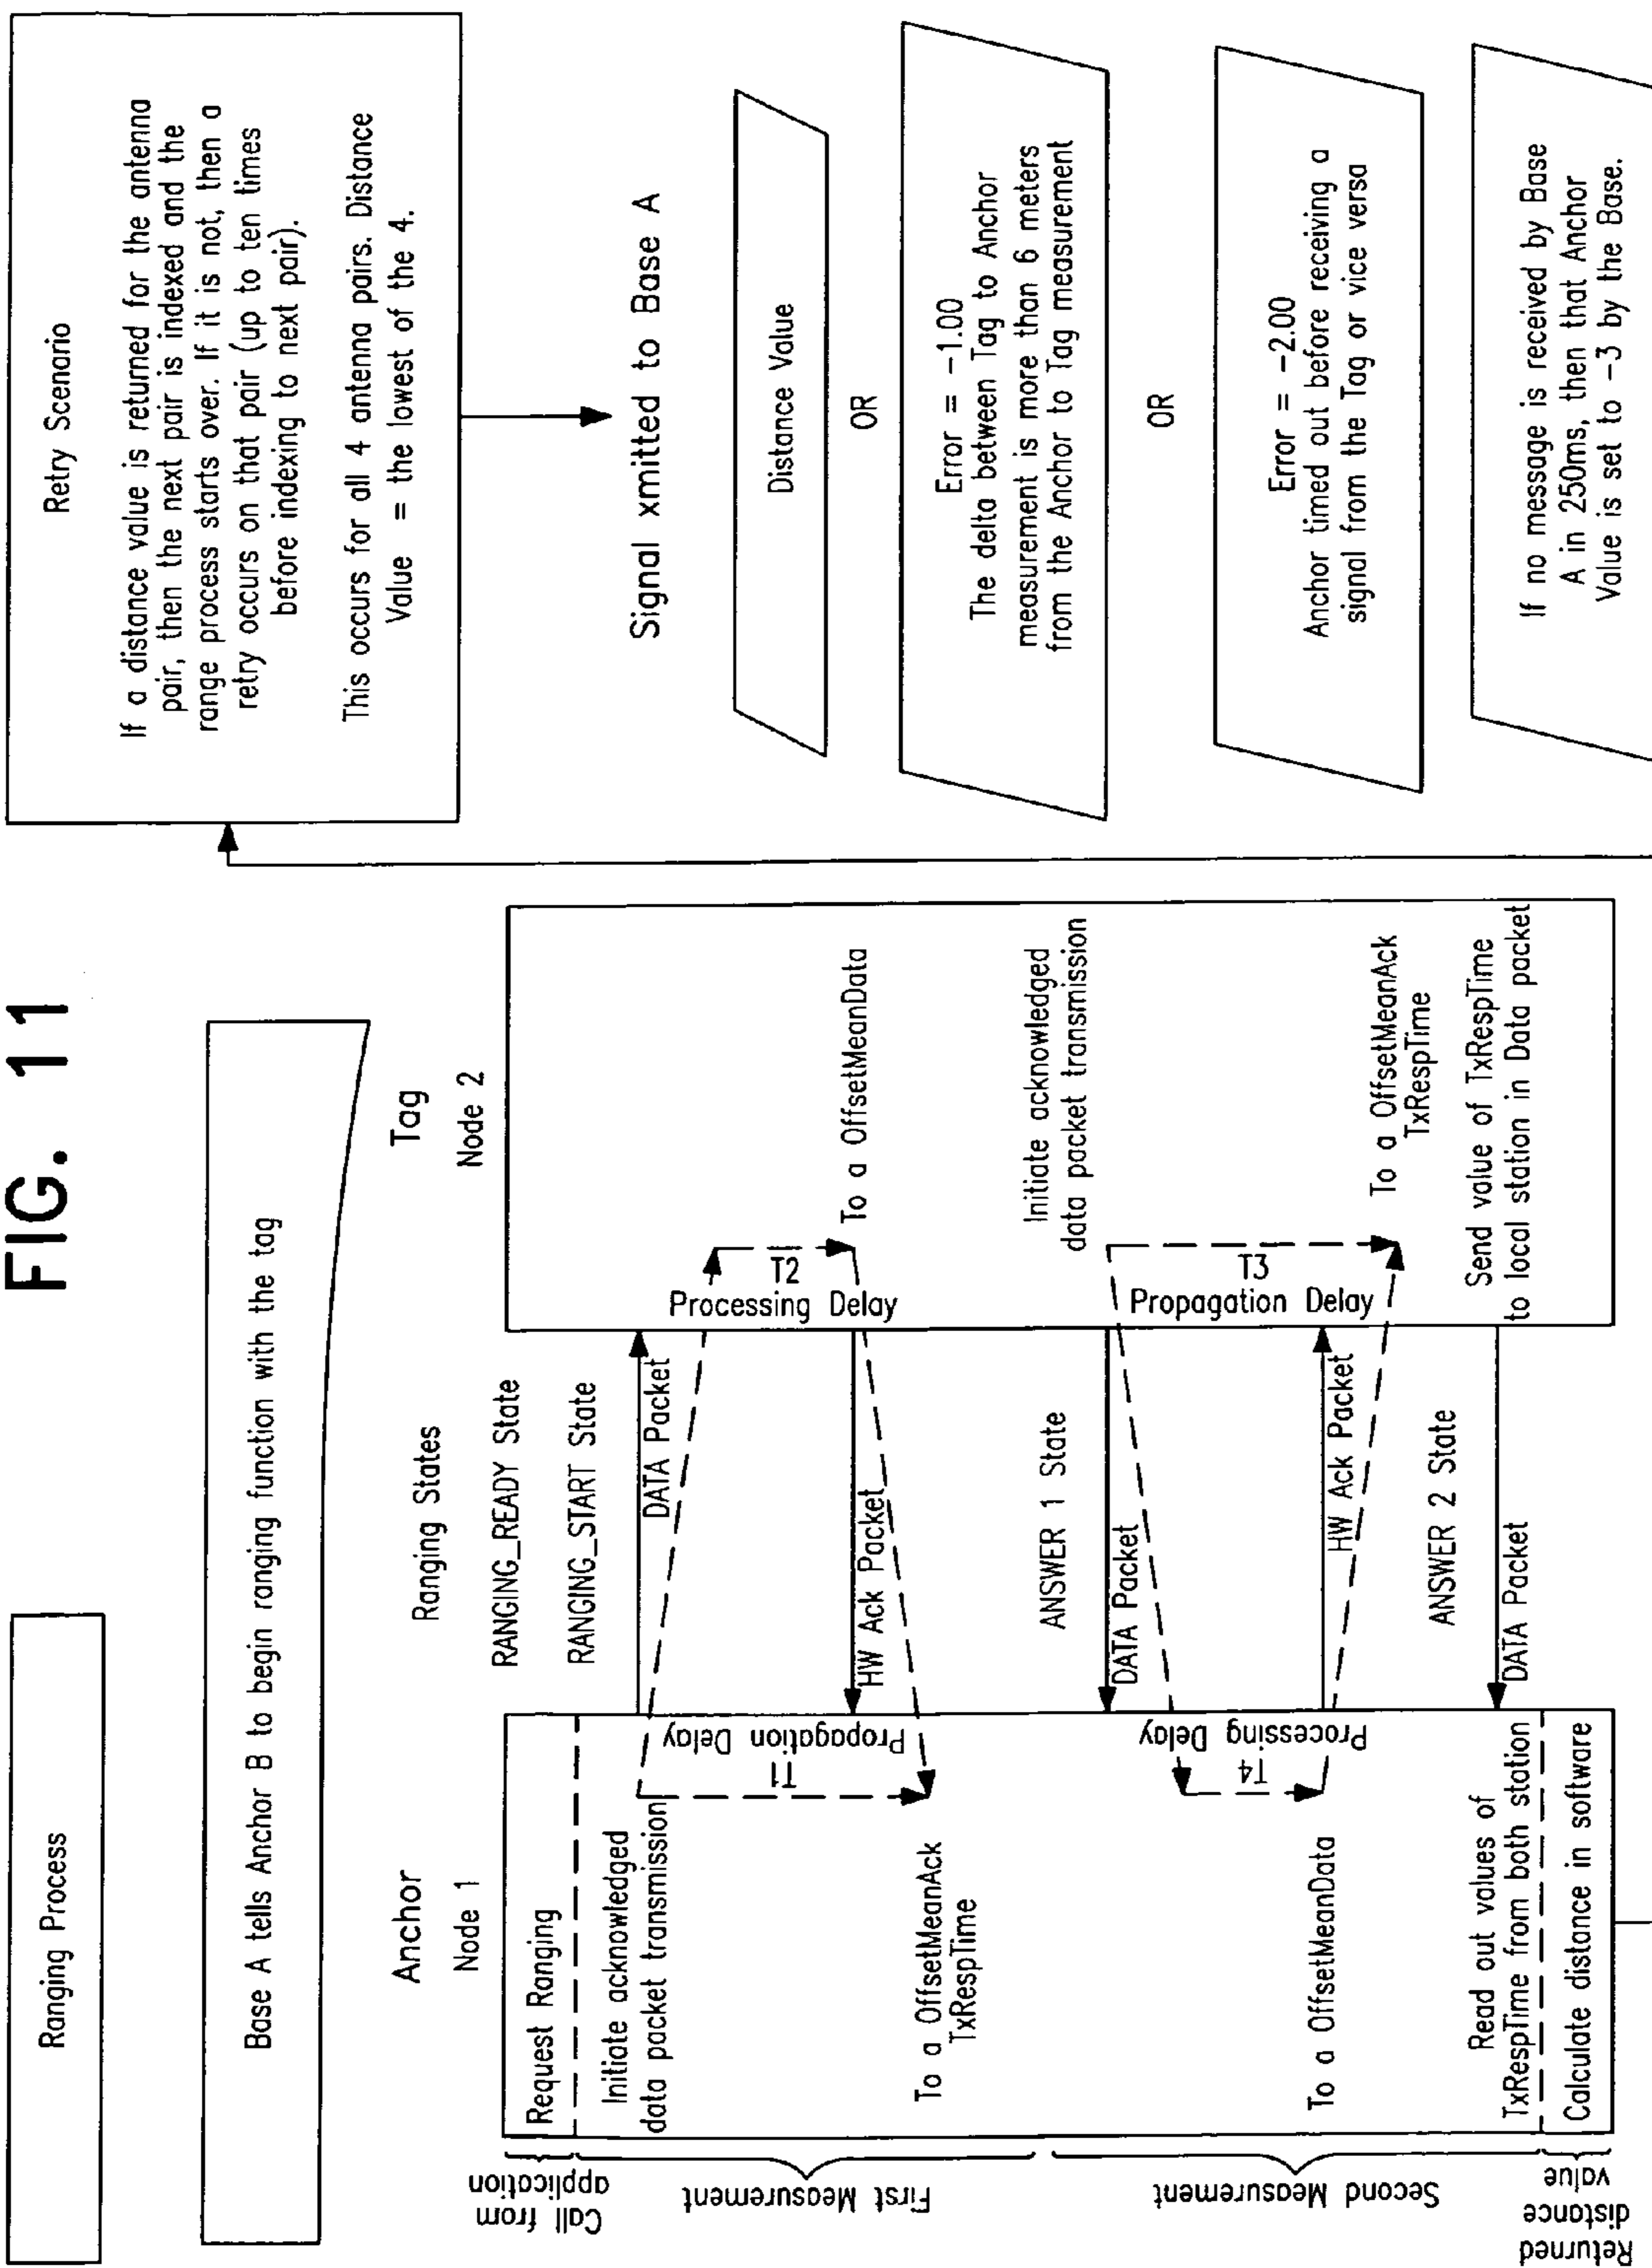 FIG. 11
Ranging Process
Base A tells Anchor B to begin ranging function with the tag
Anchor
Node 1
Ranging States
Tag
Node 2
Call from
application
Request Ranging
RANGING_READY State
RANGING_START State
First Measurement
Initiate acknowledged
data packet transmission
DATA Packet
T1
Propagation Delay
T2
Processing Delay
To a OffsetMeanData
HW Ack Packet
To a OffsetMeanAck
TxRespTime
Second Measurement
ANSWER 1 State
Initiate acknowledged
data packet transmission
DATA Packet
T3
Propagation Delay
T4
Processing Delay
To a OffsetMeanData
HW Ack Packet
To a OffsetMeanAck
TxRespTime
ANSWER 2 State
Send value of TxRespTime
to local station in Data packet
DATA Packet
Read out values of
TxRespTime from both station
Returned
distance
value
Calculate distance in software
Retry Scenario
If a distance value is returned for the antenna
pair, then the next pair is indexed and the
range process starts over. If it is not, then a
retry occurs on that pair (up to ten times
before indexing to next pair).
This occurs for all 4 antenna pairs. Distance
Value = the lowest of the 4.
Signal xmitted to Base A
Distance Value
OR
Error = -1.00
The delta between Tag to Anchor
measurement is more than 6 meters
from the Anchor to Tag measurement
OR
Error = -2.00
Anchor timed out before receiving a
signal from the Tag or vice versa
If no message is received by Base
A in 250ms, then that Anchor
Value is set to -3 by the Base.